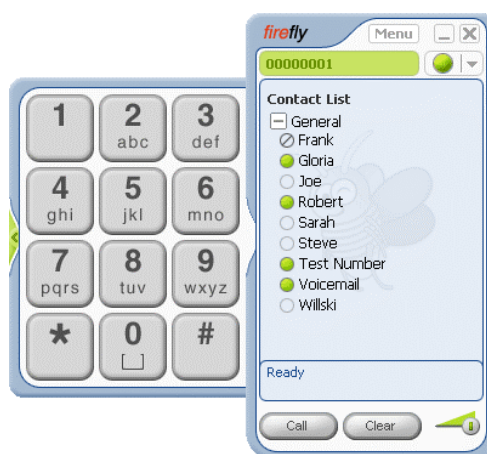 firefly Menu
00000001
Contact List
General
Frank
Gloria
Joe
Robert
Sarah
Steve
Test Number
Voicemail
Willski
Ready
Call Clear
1 2 3
abc def
4 5 6
ghi jkl mno
7 8 9
pqrs tuv wxyz
* 0 #